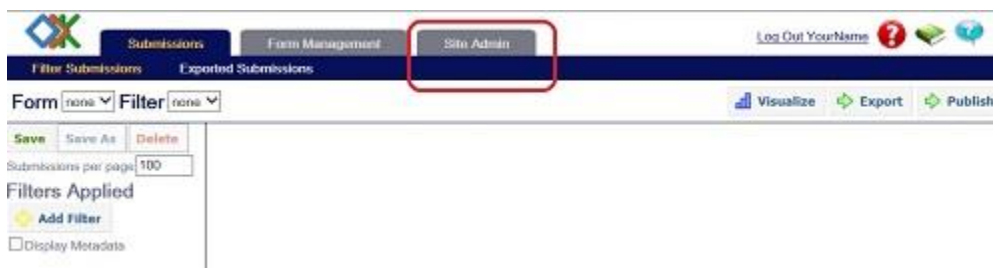 Submissions Form Management Site Admin Log Out YourName
Filter Submissions Exported Submissions
Form none Filter none Visualize Export Publish
Save Save As Delete
Submissions per page 100
Filters Applied
Add Filter
Display Metadata